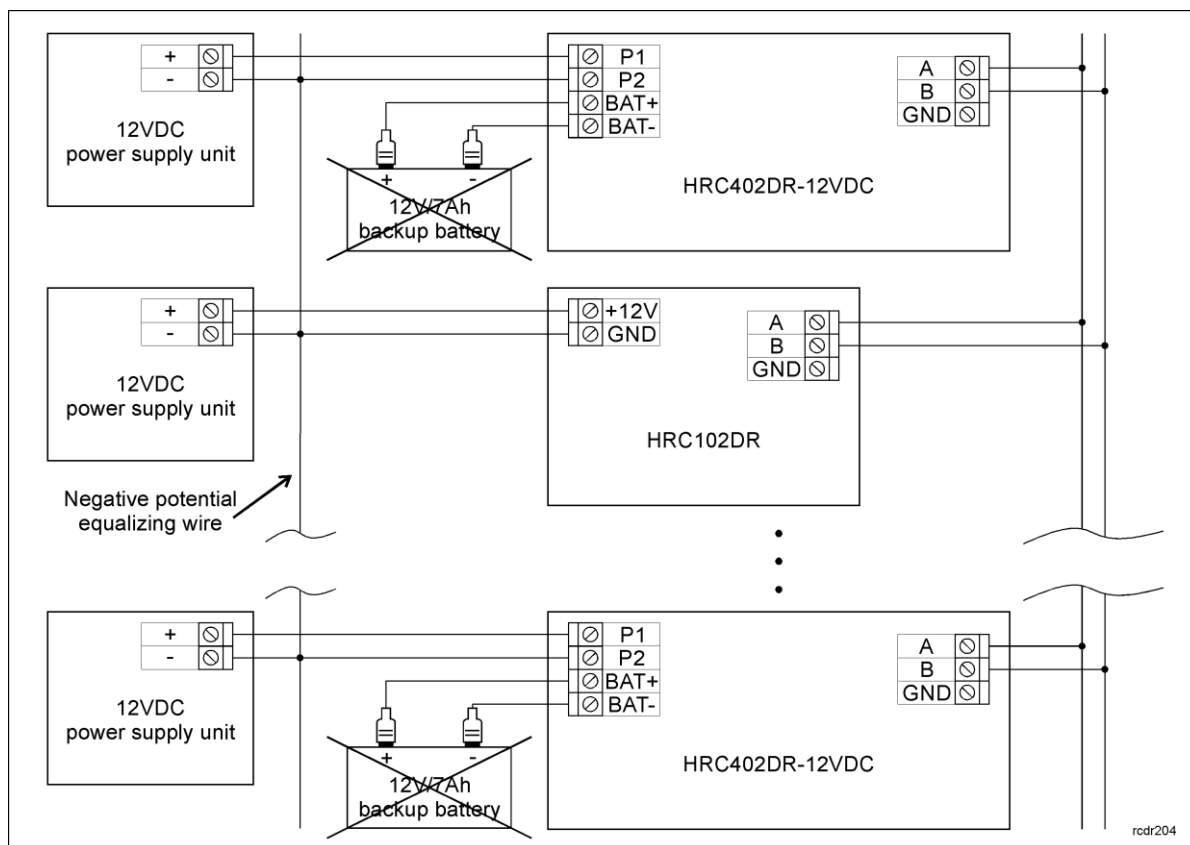 +
-
12VDC
power supply unit
P1
P2
BAT+
BAT-
+ -
12V/7Ah
backup battery
A
B
GND
HRC402DR-12VDC
+
-
12VDC
power supply unit
+12V
GND
A
B
GND
HRC102DR
Negative potential
equalizing wire
+
-
12VDC
power supply unit
P1
P2
BAT+
BAT-
+ -
12V/7Ah
backup battery
A
B
GND
HRC402DR-12VDC
rcdr204